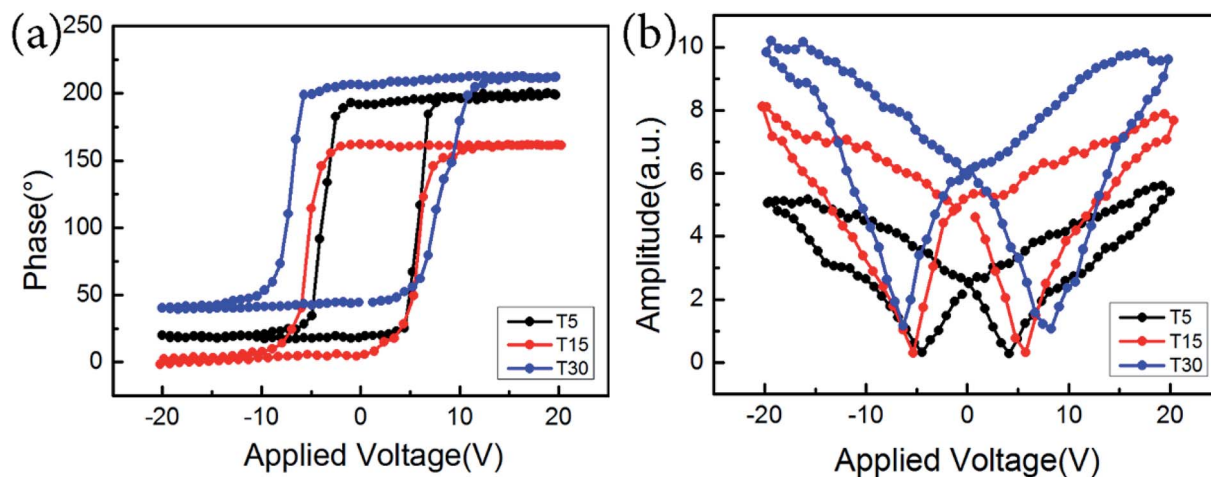 (a)
250
200
150
100
50
0
Phase(°)
-20 -10 0 10 20
Applied Voltage(V)
T5
T15
T30
(b)
10
8
6
4
2
0
Amplitude(a.u.)
-20 -10 0 10 20
Applied Voltage(V)
T5
T15
T30